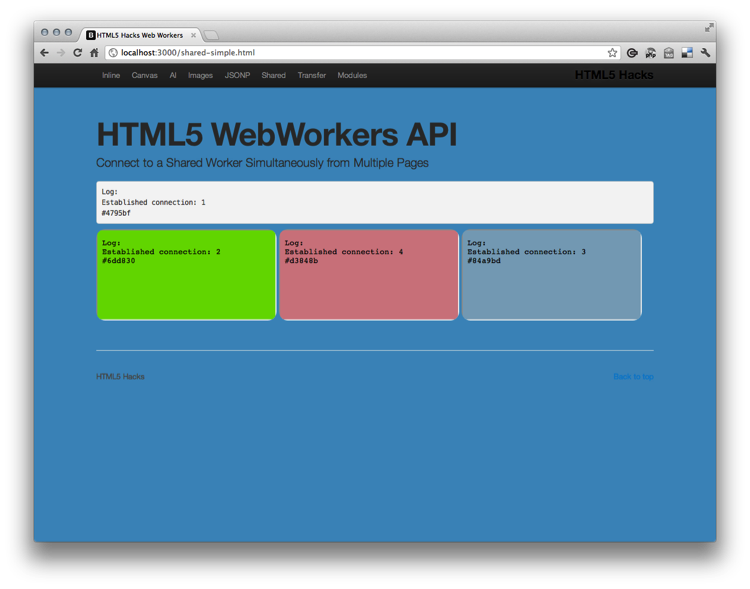 HTML5 Hacks Web Workers
localhost:3000/shared-simple.html
Inline Canvas AI Images JSONP Shared Transfer Modules HTML5 Hacks
HTML5 WebWorkers API
Connect to a Shared Worker Simultaneously from Multiple Pages
Log:
Established connection: 1
#4795bf
Log:
Established connection: 2
#6dd830
Log:
Established connection: 4
#d3848b
Log:
Established connection: 3
#84a9bd
HTML5 Hacks Back to top